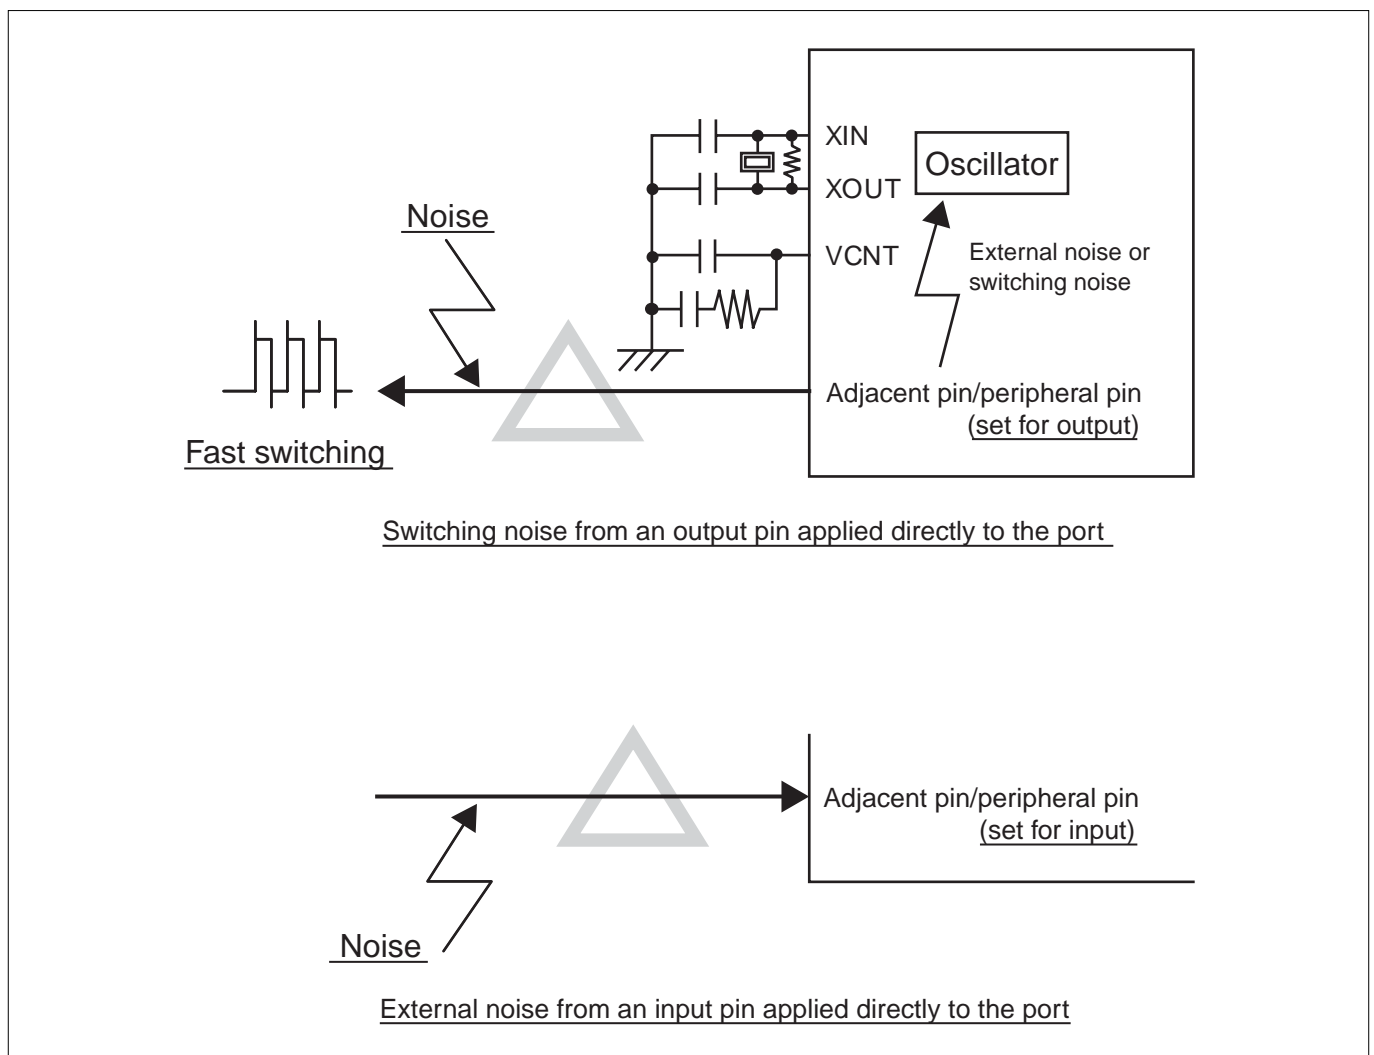 XIN
Oscillator
XOUT
Noise
VCNT
External noise or
switching noise
Adjacent pin/peripheral pin
(set for output)
Fast switching
Switching noise from an output pin applied directly to the port
Adjacent pin/peripheral pin
(set for input)
Noise
External noise from an input pin applied directly to the port